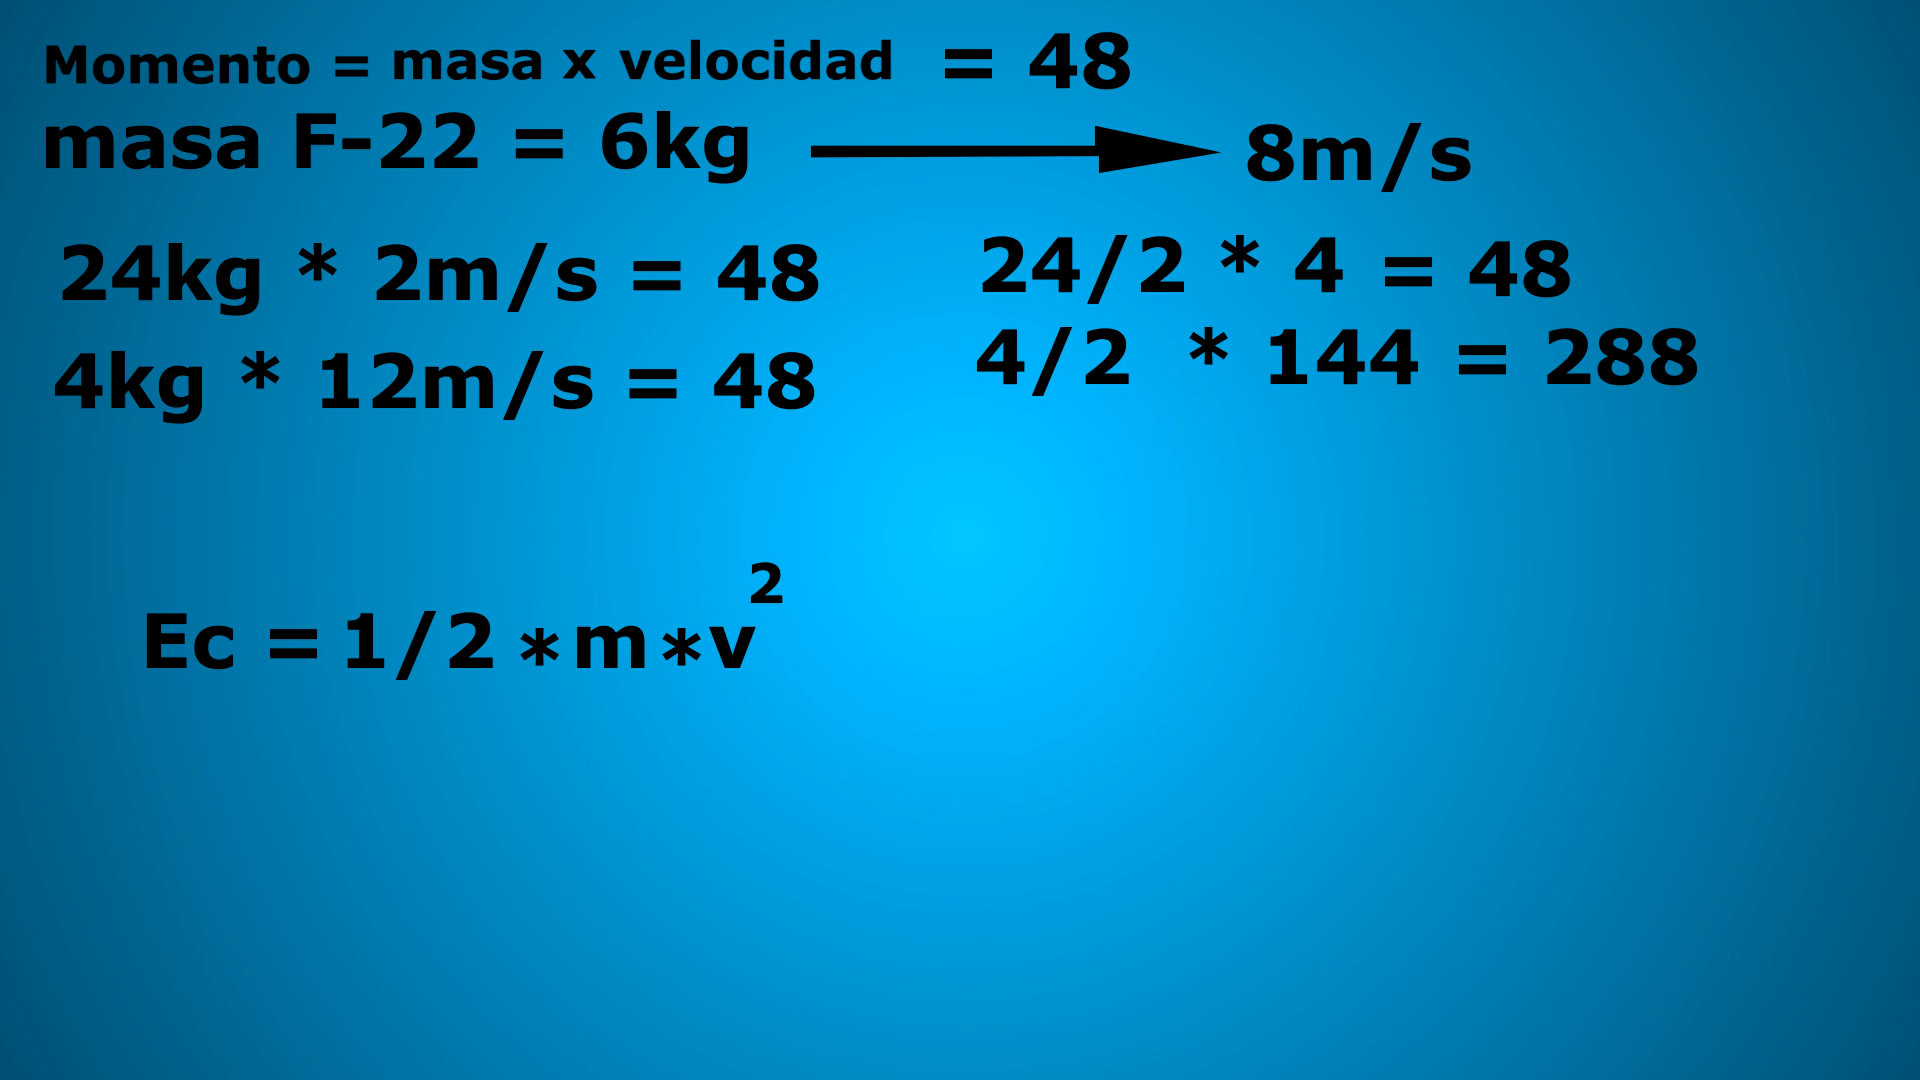 Momento = masa x velocidad = 48
masa F-22 = 6kg 8m/s
24kg * 2m/s = 48 24/2 * 4 = 48
4kg * 12m/s = 48 4/2 * 144 = 288
Ec = 1/2 * m * v²